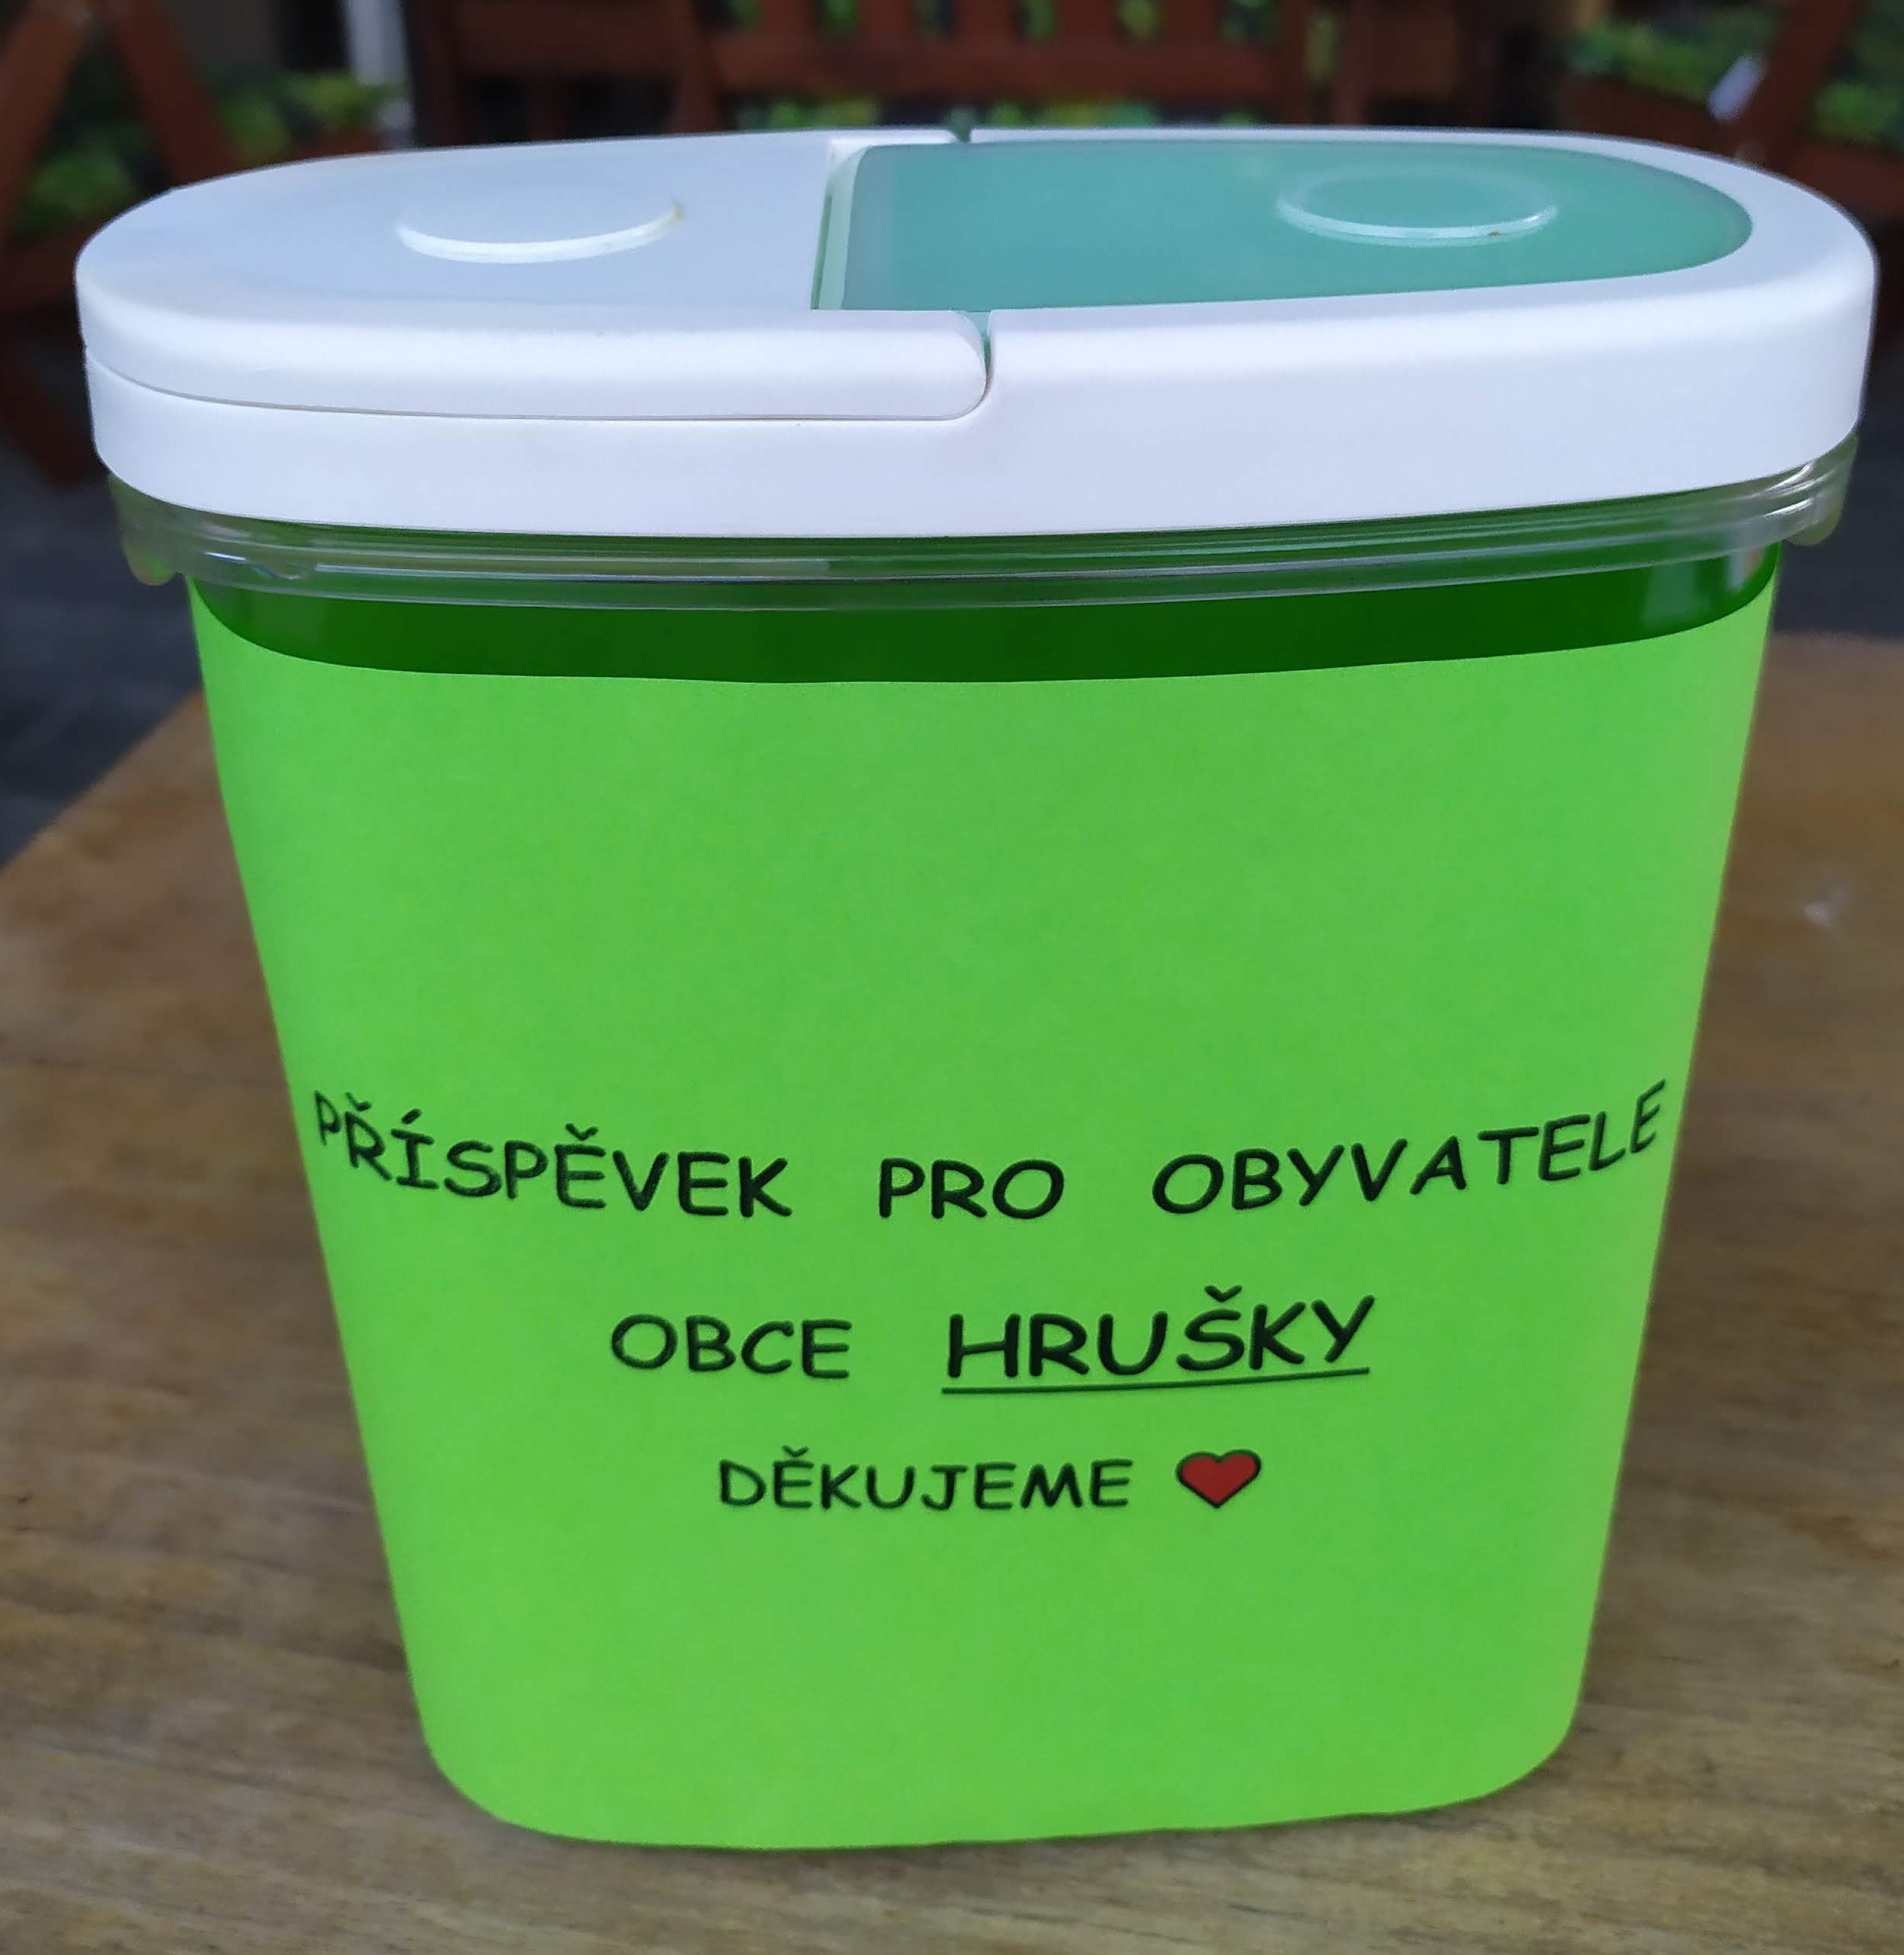 PŘÍSPĚVEK PRO OBYVATELE
OBCE HRUŠKY
DĚKUJEME ❤